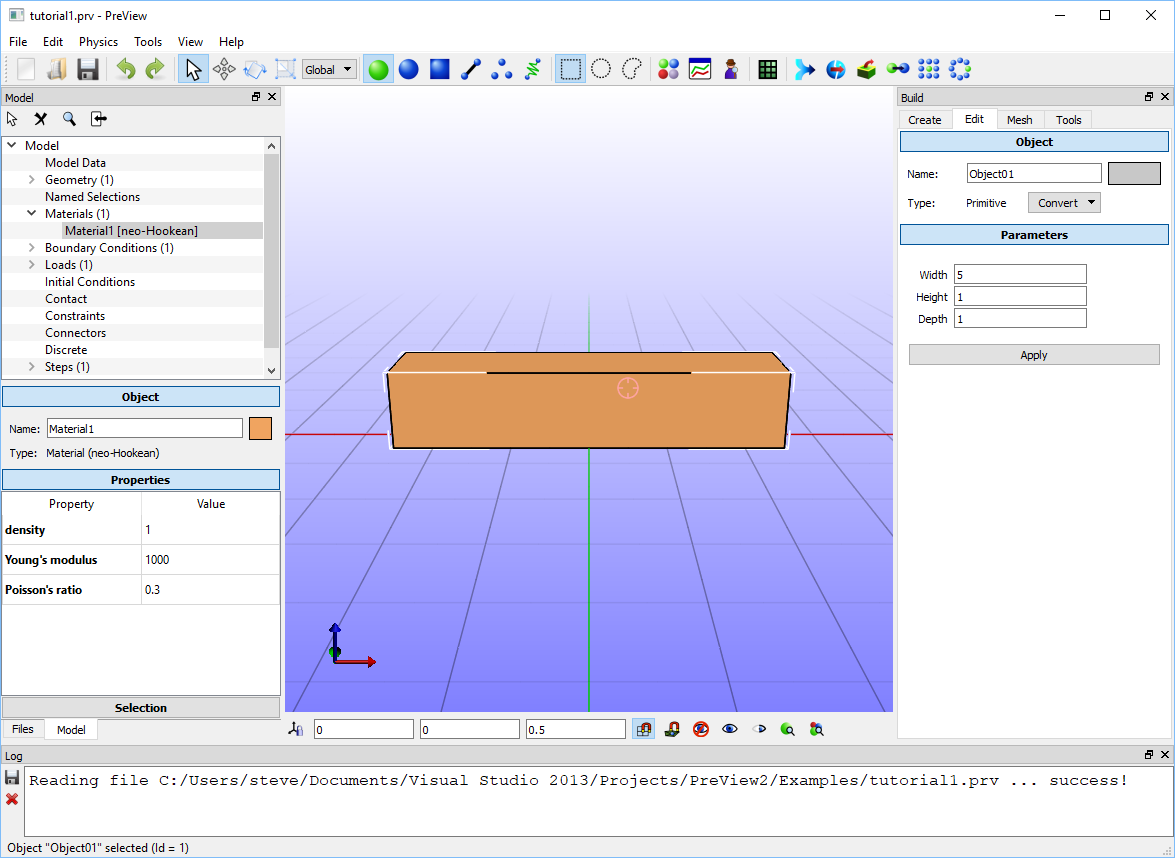 tutorial1.prv - PreView
File Edit Physics Tools View Help
Global
Model
Model
Model Data
Geometry (1)
Named Selections
Materials (1)
Material1 [neo-Hookean]
Boundary Conditions (1)
Loads (1)
Initial Conditions
Contact
Constraints
Connectors
Discrete
Steps (1)
Object
Name: Material1
Type: Material (neo-Hookean)
Properties
Property Value
density 1
Young's modulus 1000
Poisson's ratio 0.3
Selection
Files Model
0 0 0.5
Build
Create Edit Mesh Tools
Object
Name: Object01
Type: Primitive Convert
Parameters
Width 5
Height 1
Depth 1
Apply
Log
Reading file C:/Users/steve/Documents/Visual Studio 2013/Projects/PreView2/Examples/tutorial1.prv ... success!
Object "Object01" selected (Id = 1)